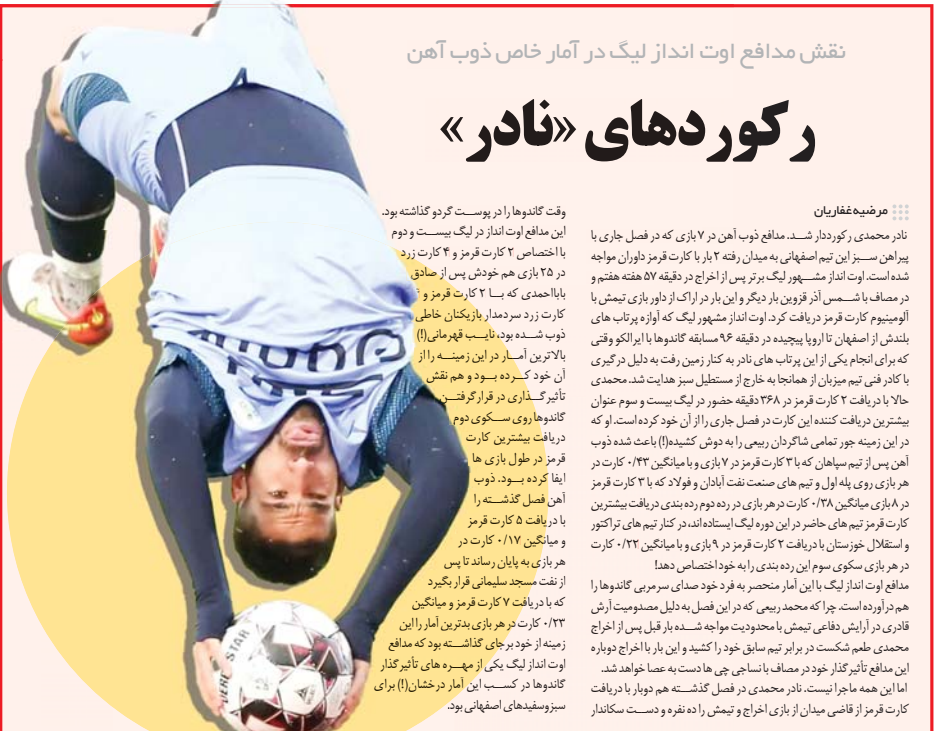 نقش مدافع اوت انداز لیگ در آمار خاص ذوب آهن
رکوردهای «نادر»
مرضیه غفاریان
نادر محمدی رکورددار شد. مدافع ذوب آهن در ۷ بازی که در فصل جاری با
پیراهن سبز این تیم اصفهانی به میدان رفته ۲ بار با کارت قرمز داوران مواجه
شده است. اوت انداز مشهور لیگ برتر پس از اخراج در دقیقه ۵۷ هفته هفتم و
در مصاف با شمس آذر قزوین بار دیگر و این بار در اراک از داور بازی تیمش با
آلومینیوم کارت قرمز دریافت کرد. اوت انداز مشهور لیگ که آوازه پرتاب های
بلندش از اصفهان تا اروپا پیچیده در دقیقه ۹۶ مسابقه گاندوها با ایرالکو وقتی
که برای انجام یکی از این پرتاب های نادر به کنار زمین رفت به دلیل درگیری
با کادر فنی تیم میزبان از همانجا به خارج از مستطیل سبز هدایت شد. محمدی
حالا با دریافت ۲ کارت قرمز در ۳۶۸ دقیقه حضور در لیگ بیست و سوم عنوان
بیشترین دریافت کننده این کارت در فصل جاری را از آن خود کرده است. او که
در این زمینه جور تمامی شاگردان ربیعی را به دوش کشیده(!) باعث شده ذوب
آهن پس از تیم سپاهان که با ۳ کارت قرمز در ۷ بازی و با میانگین ۰/۴۳ کارت در
هر بازی روی پله اول و تیم های صنعت نفت آبادان و فولاد که با ۳ کارت قرمز
در ۸ بازی میانگین ۰/۳۸ کارت در هر بازی در رده دوم رده بندی دریافت بیشترین
کارت قرمز تیم های حاضر در این دوره لیگ ایستاده‌اند، در کنار تیم های تراکتور
و استقلال خوزستان با دریافت ۲ کارت قرمز در ۹ بازی و با میانگین ۰/۲۲ کارت
در هر بازی سکوی سوم این رده بندی را به خود اختصاص دهد!
مدافع اوت انداز لیگ با این آمار منحصر به فرد خود صدای سرمربی گاندوها را
هم درآورده است. چرا که محمد ربیعی که در این فصل به دلیل مصدومیت آرش
قادری در آرایش دفاعی تیمش با محدودیت مواجه شده بار قبل پس از اخراج
محمدی طعم شکست در برابر تیم سابق خود را کشید و این بار با اخراج دوباره
این مدافع تأثیرگذار خود در مصاف با نساجی چی ها دست به عصا خواهد شد.
اما این همه ماجرا نیست. نادر محمدی در فصل گذشته هم دوبار با دریافت
کارت قرمز از قاضی میدان از بازی اخراج و تیمش را ده نفره و دست سکاندار
وقت گاندوها را در پوست گردو گذاشته بود.
این مدافع اوت انداز در لیگ بیست و دوم
با اختصاص ۲ کارت قرمز و ۴ کارت زرد
در ۲۵ بازی هم خودش پس از صادق
بابااحمدی که با ۲ کارت قرمز و
کارت زرد سردمدار بازیکنان خاطی
ذوب شده بود، نایب قهرمانی(!)
بالاترین آمار در این زمینه را از
آن خود کرده بود و هم نقش
تأثیرگذاری در قرارگرفتن
گاندوها روی سکوی دوم
دریافت بیشترین کارت
قرمز در طول بازی ها
ایفا کرده بود. ذوب
آهن فصل گذشته را
با دریافت ۵ کارت قرمز
و میانگین ۰/۱۷ کارت در
هر بازی به پایان رساند تا پس
از نفت مسجد سلیمانی قرار بگیرد
که با دریافت ۷ کارت قرمز و میانگین
۰/۲۳ کارت در هر بازی بدترین آمار را این
زمینه از خود برجای گذاشته بود که مدافع
اوت انداز لیگ یکی از مهره های تأثیرگذار
گاندوها در کسب این آمار درخشان(!) برای
سبزوسفیدهای اصفهانی بود.